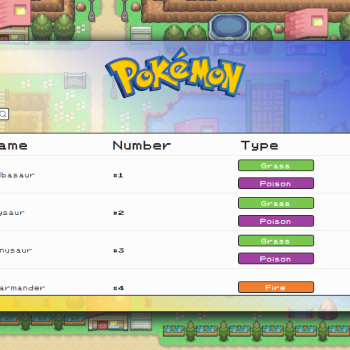 POKéMON
ame Number Type
lbasaur #1 Grass
Poison
ysaur #2 Grass
Poison
nusaur #3 Grass
Poison
armander #4 Fire